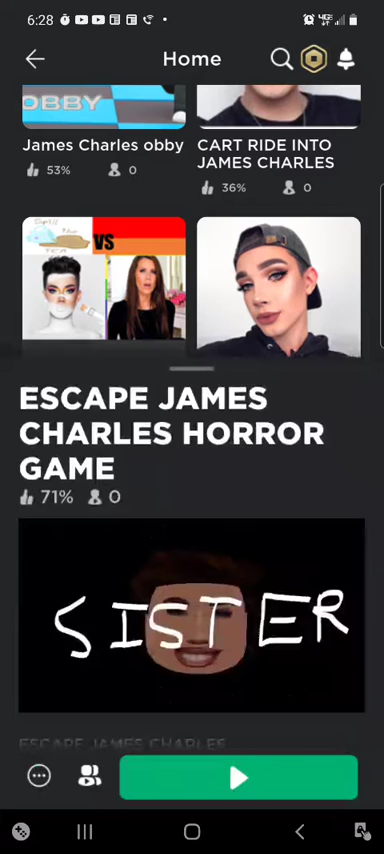 6:28
Home
OBBY
James Charles obby
53% 0
CART RIDE INTO
JAMES CHARLES
36% 0
VS
ESCAPE JAMES
CHARLES HORROR
GAME
71% 0
SISTER
ESCAPE JAMES CHARLES